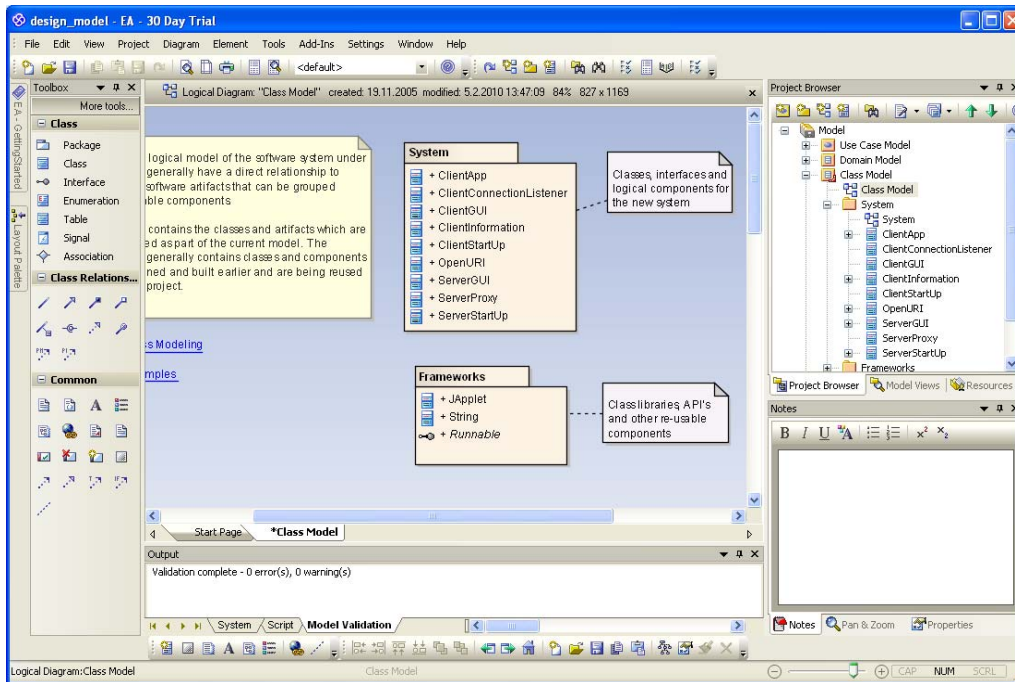 design_model - EA - 30 Day Trial
File Edit View Project Diagram Element Tools Add-Ins Settings Window Help
<default>
EA - GettingStarted
Layout Palette
Toolbox
More tools...
Class
Package
Class
Interface
Enumeration
Table
Signal
Association
Class Relations...
Common
Logical Diagram: "Class Model" created: 19.11.2005 modified: 5.2.2010 13:47:09 84% 827 x 1169
logical model of the software system under
generally have a direct relationship to
software artifacts that can be grouped
ble components
contains the classes and artifacts which are
ed as part of the current model. The
generally contains classes and components
ned and built earlier and are being reused
project.
ss Modeling
mples
System
+ ClientApp
+ ClientConnectionListener
+ ClientGUI
+ ClientInformation
+ ClientStartUp
+ OpenURI
+ ServerGUI
+ ServerProxy
+ ServerStartUp
Classes, interfaces and
logical components for
the new system
Frameworks
+ JApplet
+ String
+ Runnable
Class libraries, API's
and other re-usable
components
Start Page *Class Model
Output
Validation complete - 0 error(s), 0 warning(s)
System Script Model Validation
Project Browser
Model
Use Case Model
Domain Model
Class Model
Class Model
System
System
ClientApp
ClientConnectionListener
ClientGUI
ClientInformation
ClientStartUp
OpenURI
ServerGUI
ServerProxy
ServerStartUp
Frameworks
Project Browser Model Views Resources
Notes
B I U A x² x₂
Notes Pan & Zoom Properties
Logical Diagram:Class Model
Class Model
CAP NUM SCRL